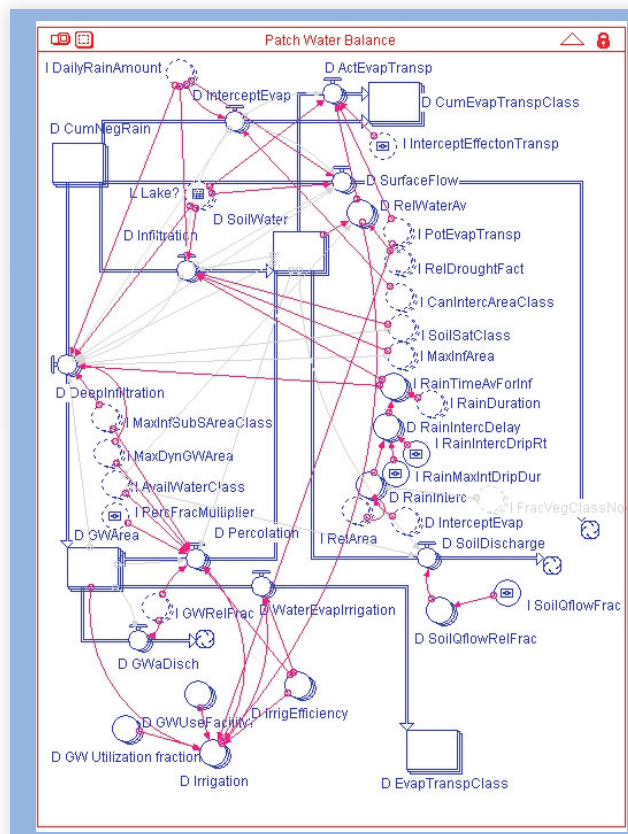 Patch Water Balance
I DailyRainAmount
D ActEvapTransp
D InterceptEvap
D CumEvapTranspClass
D CumNegRain
I InterceptEffectonTransp
D SurfaceFlow
L Lake?
D RelWaterAv
D SoilWater
D Infiltration
I PotEvapTransp
I RelDroughtFact
I CanIntercAreaClass
I SoilSatClass
I MaxInfArea
D DeepInfiltration
I RainTimeAvForInf
I RainDuration
I MaxInfSubSAreaClass
D RainIntercDelay
I RainIntercDripRt
I MaxDynGWArea
I RainMaxIntDripDur
I AvailWaterClass
D RainInterc
I FracVegClassNo
I PercFracMultiplier
D InterceptEvap
D GWArea
D Percolation
I RelArea
D SoilDischarge
I GWRelFrac
D WaterEvapIrrigation
I SoilQflowFrac
D SoilQflowRelFrac
D GWaDisch
D IrrigEfficiency
D GWUseFacility?
D GW Utilization fraction
D Irrigation
D EvapTranspClass